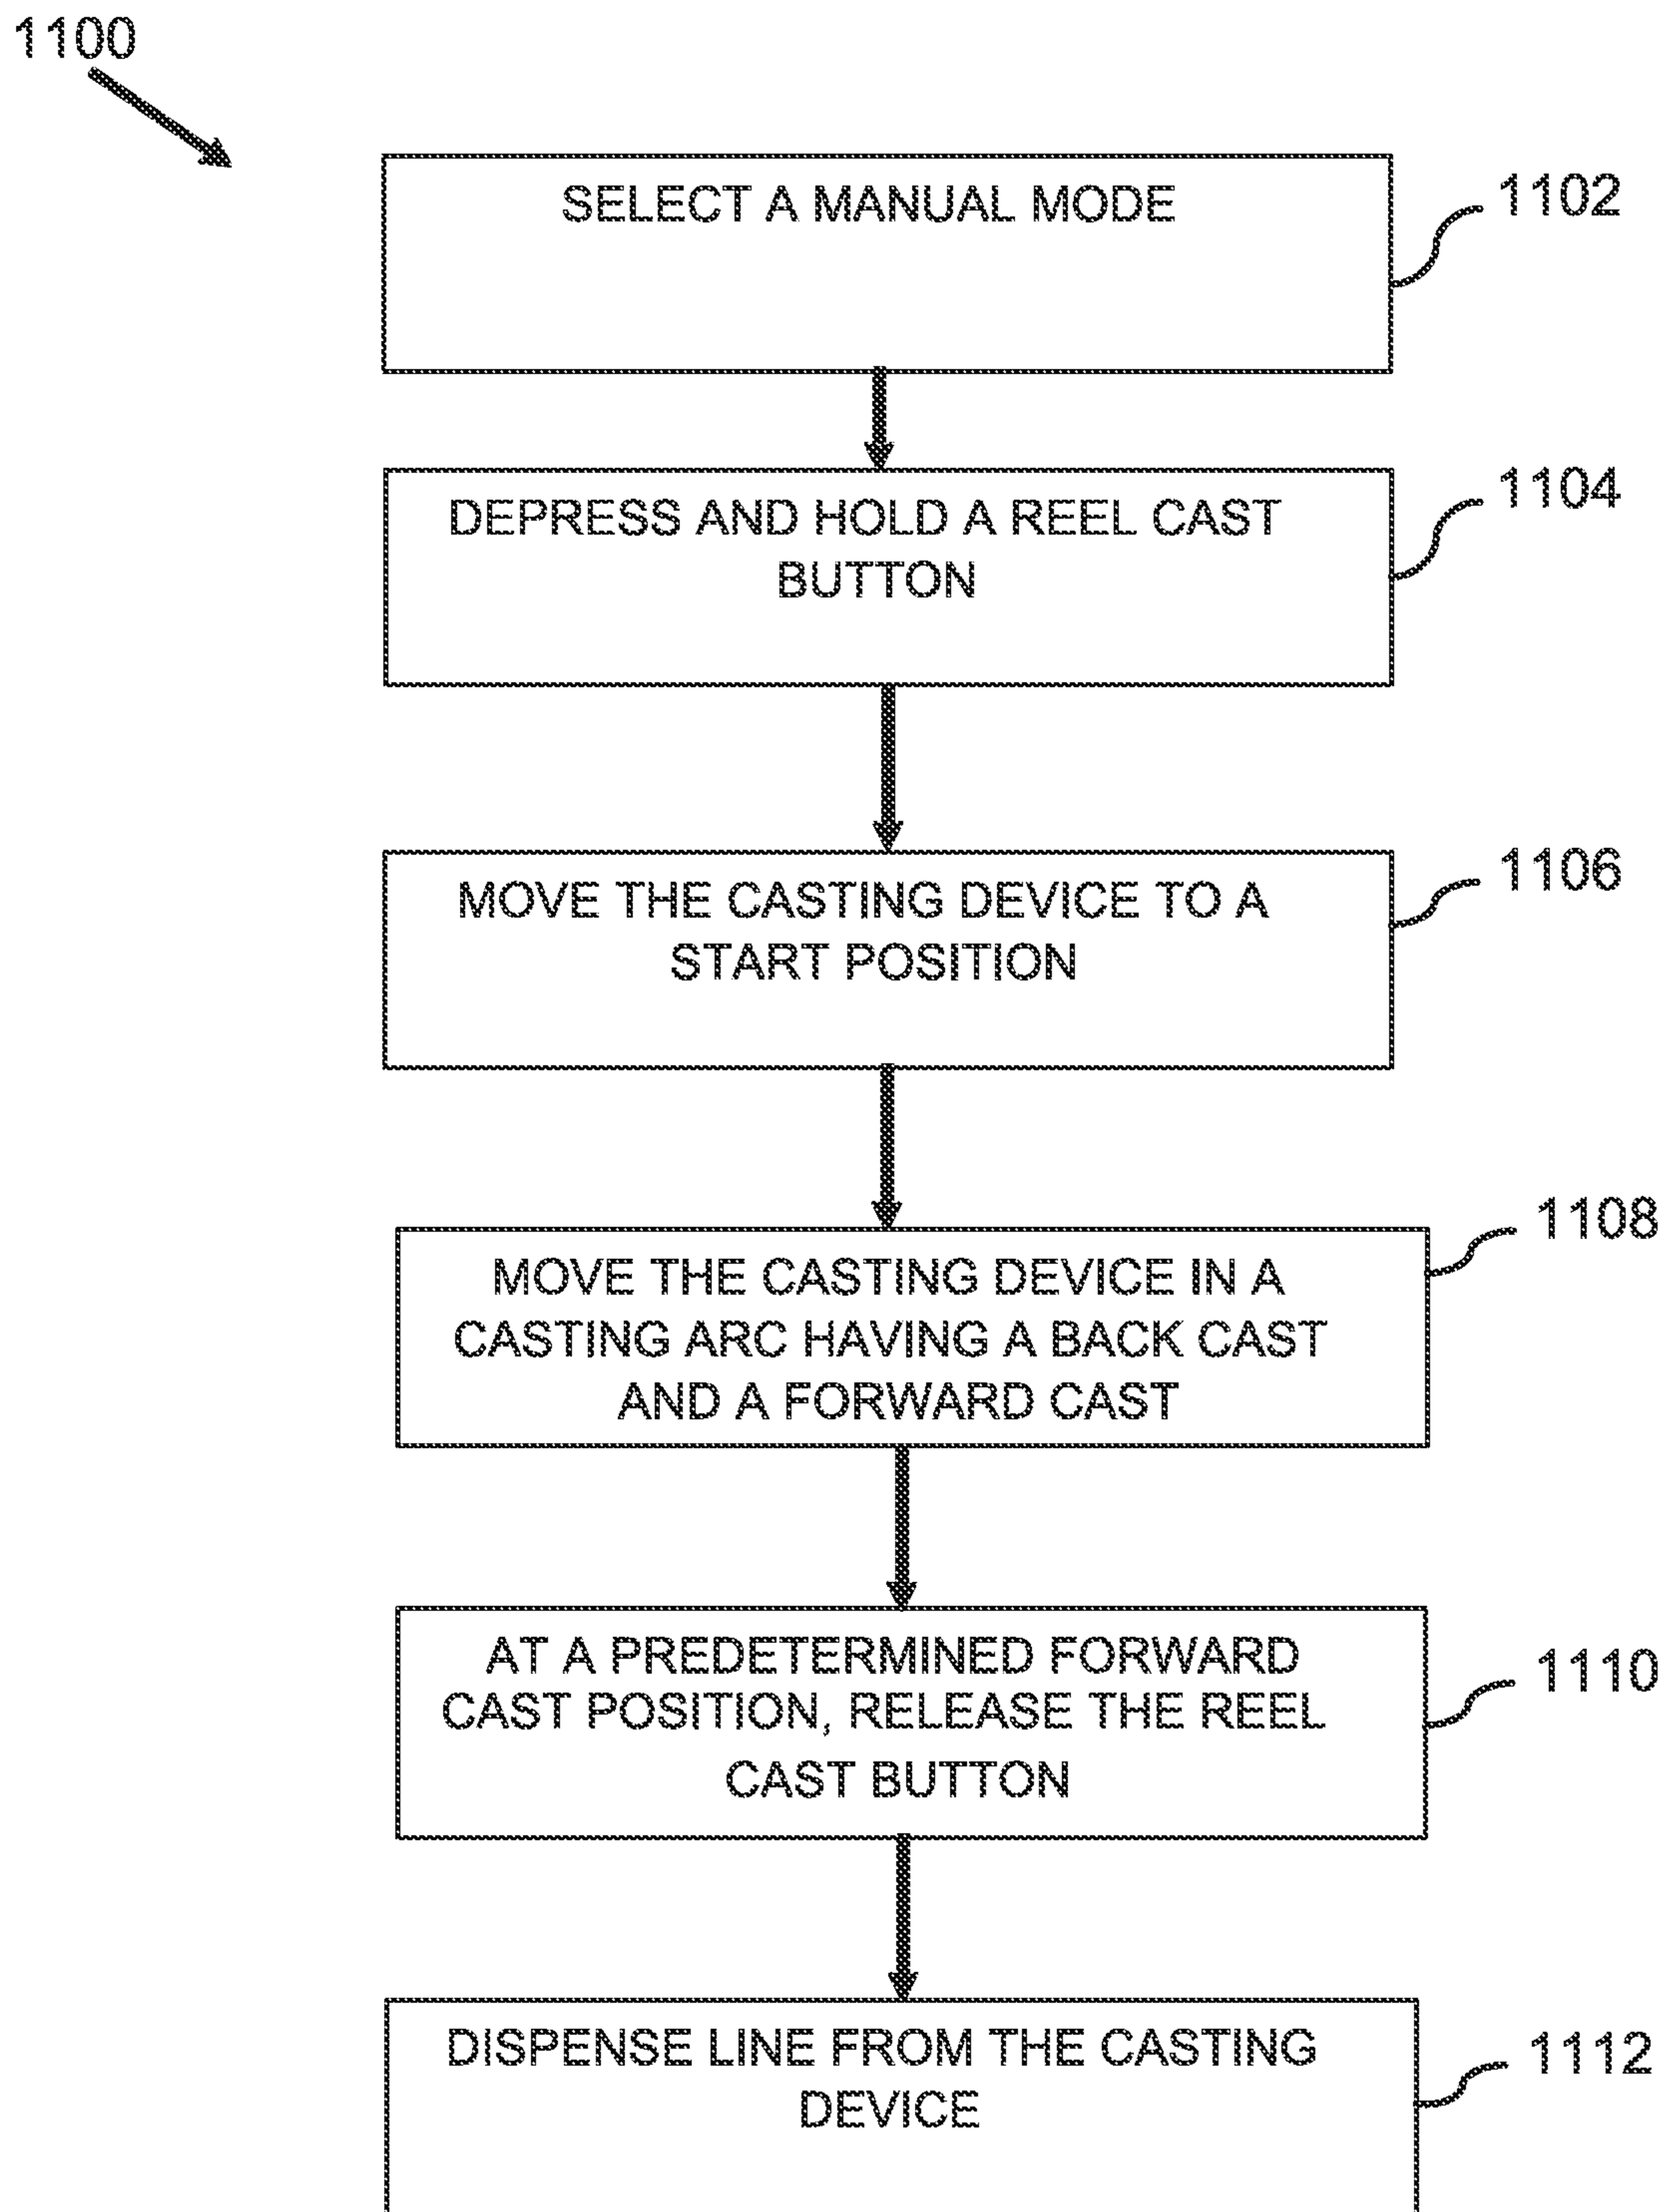 1100
SELECT A MANUAL MODE
1102
DEPRESS AND HOLD A REEL CAST
BUTTON
1104
MOVE THE CASTING DEVICE TO A
START POSITION
1106
MOVE THE CASTING DEVICE IN A
CASTING ARC HAVING A BACK CAST
AND A FORWARD CAST
1108
AT A PREDETERMINED FORWARD
CAST POSITION, RELEASE THE REEL
CAST BUTTON
1110
DISPENSE LINE FROM THE CASTING
DEVICE
1112